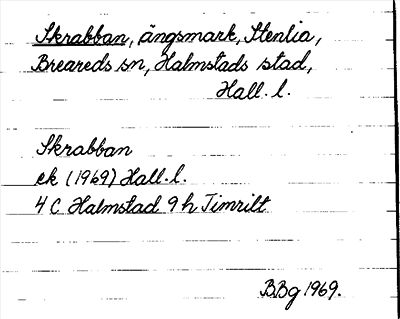 Skrabban, ängsmark, Stenlia,
Breareds sn, Halmstads stad,
Hall. l.
Skrabban
ek (1969) Hall. l.
4 C Halmstad 9 h Timrilt
BBg 1969.